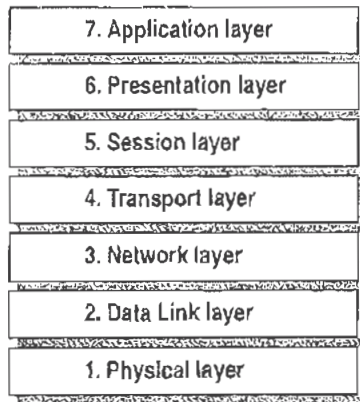 7. Application layer
6. Presentation layer
5. Session layer
4. Transport layer
3. Network layer
2. Data Link layer
1. Physical layer